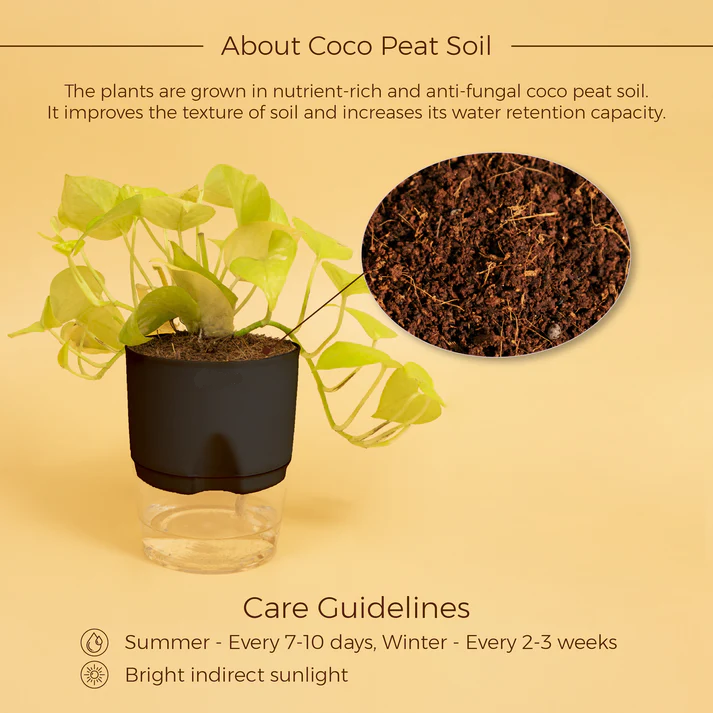 About Coco Peat Soil
The plants are grown in nutrient-rich and anti-fungal coco peat soil.
It improves the texture of soil and increases its water retention capacity.
Care Guidelines
Summer - Every 7-10 days, Winter - Every 2-3 weeks
Bright indirect sunlight